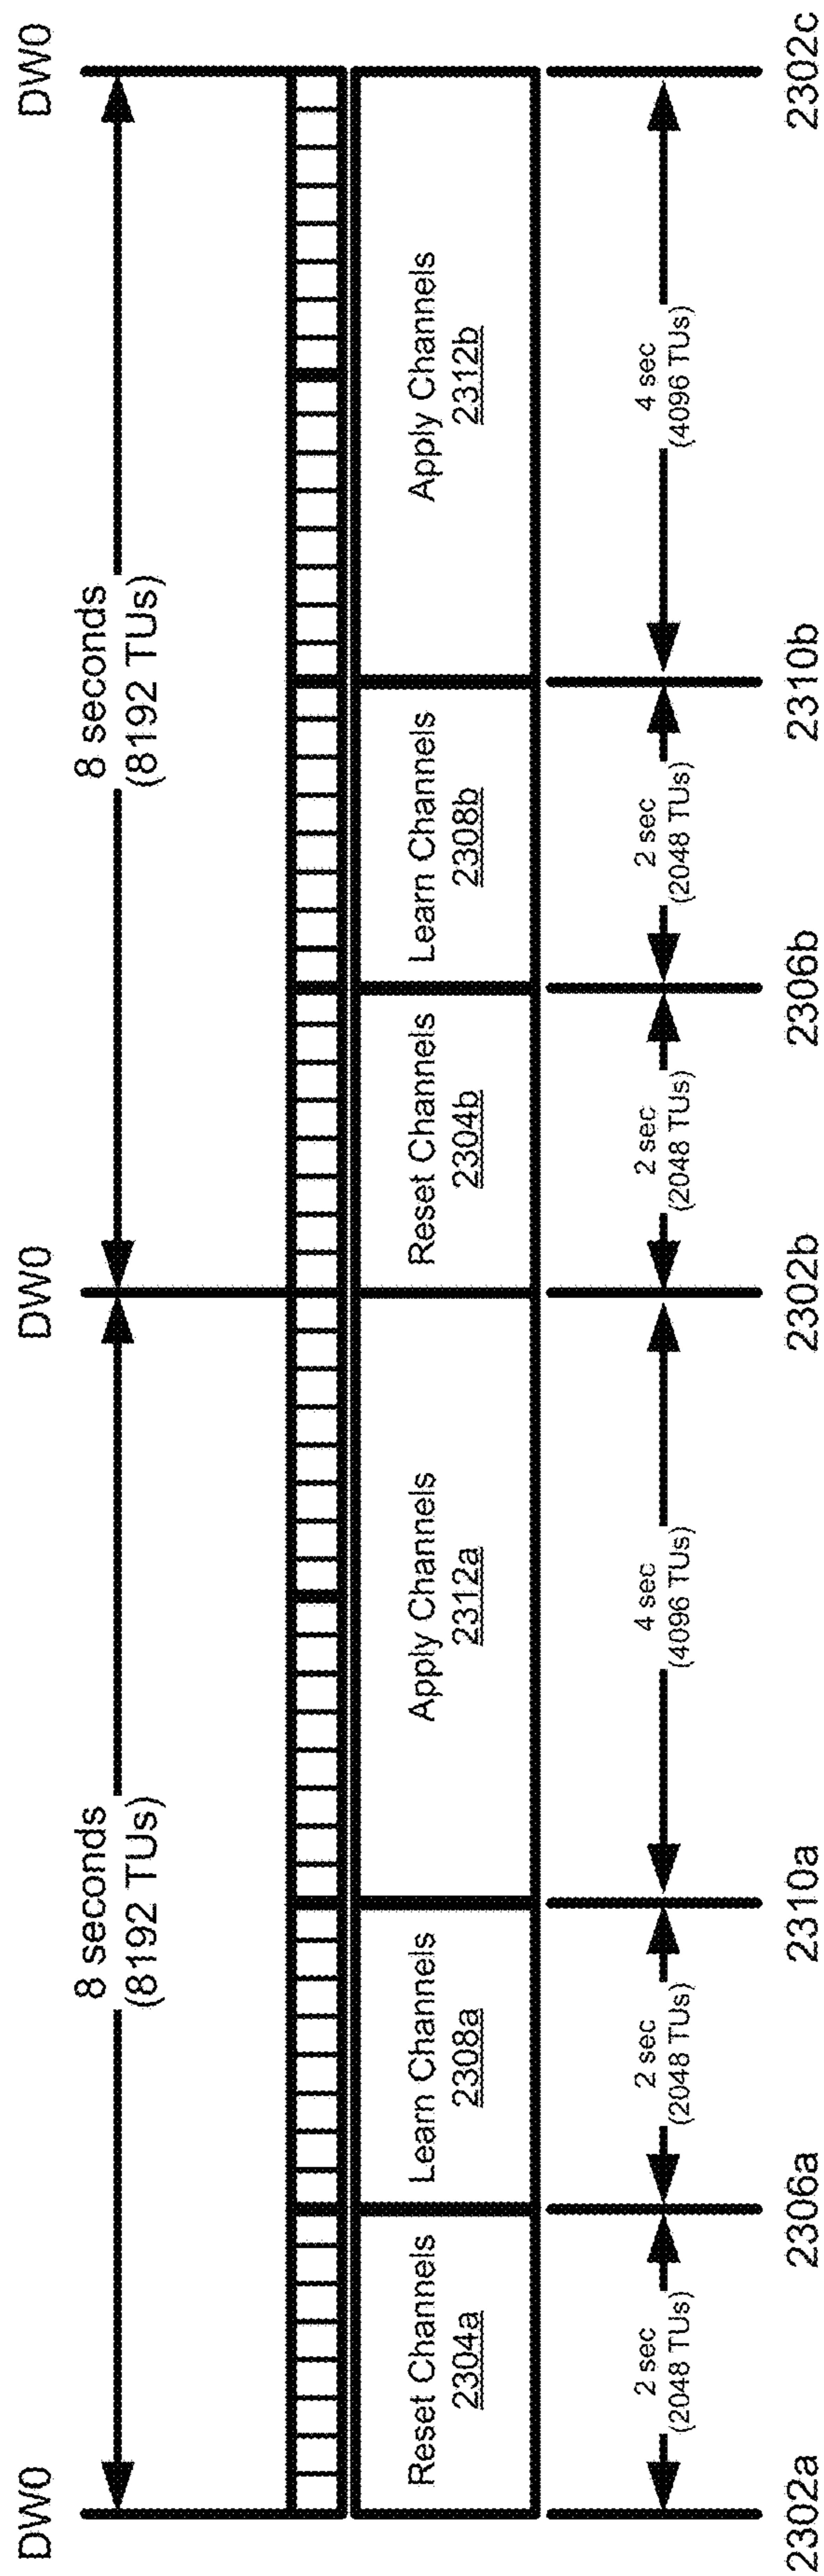 DW0
DW0
DW0
8 seconds
(8192 TUs)
8 seconds
(8192 TUs)
Reset Channels
2304a
Learn Channels
2308a
Apply Channels
2312a
Reset Channels
2304b
Learn Channels
2308b
Apply Channels
2312b
2 sec
(2048 TUs)
2 sec
(2048 TUs)
4 sec
(4096 TUs)
2 sec
(2048 TUs)
2 sec
(2048 TUs)
4 sec
(4096 TUs)
2302a
2306a
2310a
2302b
2306b
2310b
2302c